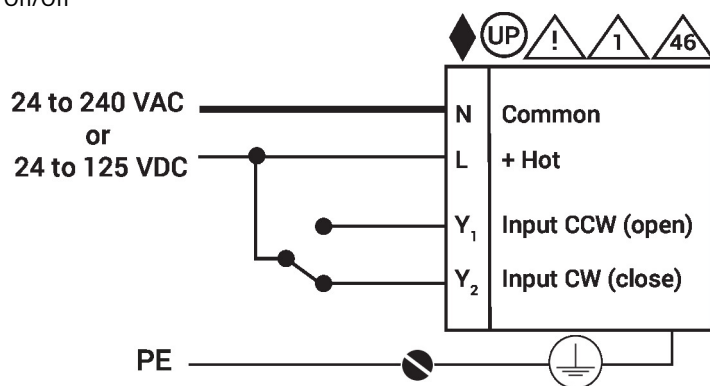 On/Off
UP ! 1 46
24 to 240 VAC
or
24 to 125 VDC
N Common
L + Hot
Y1 Input CCW (open)
Y2 Input CW (close)
PE